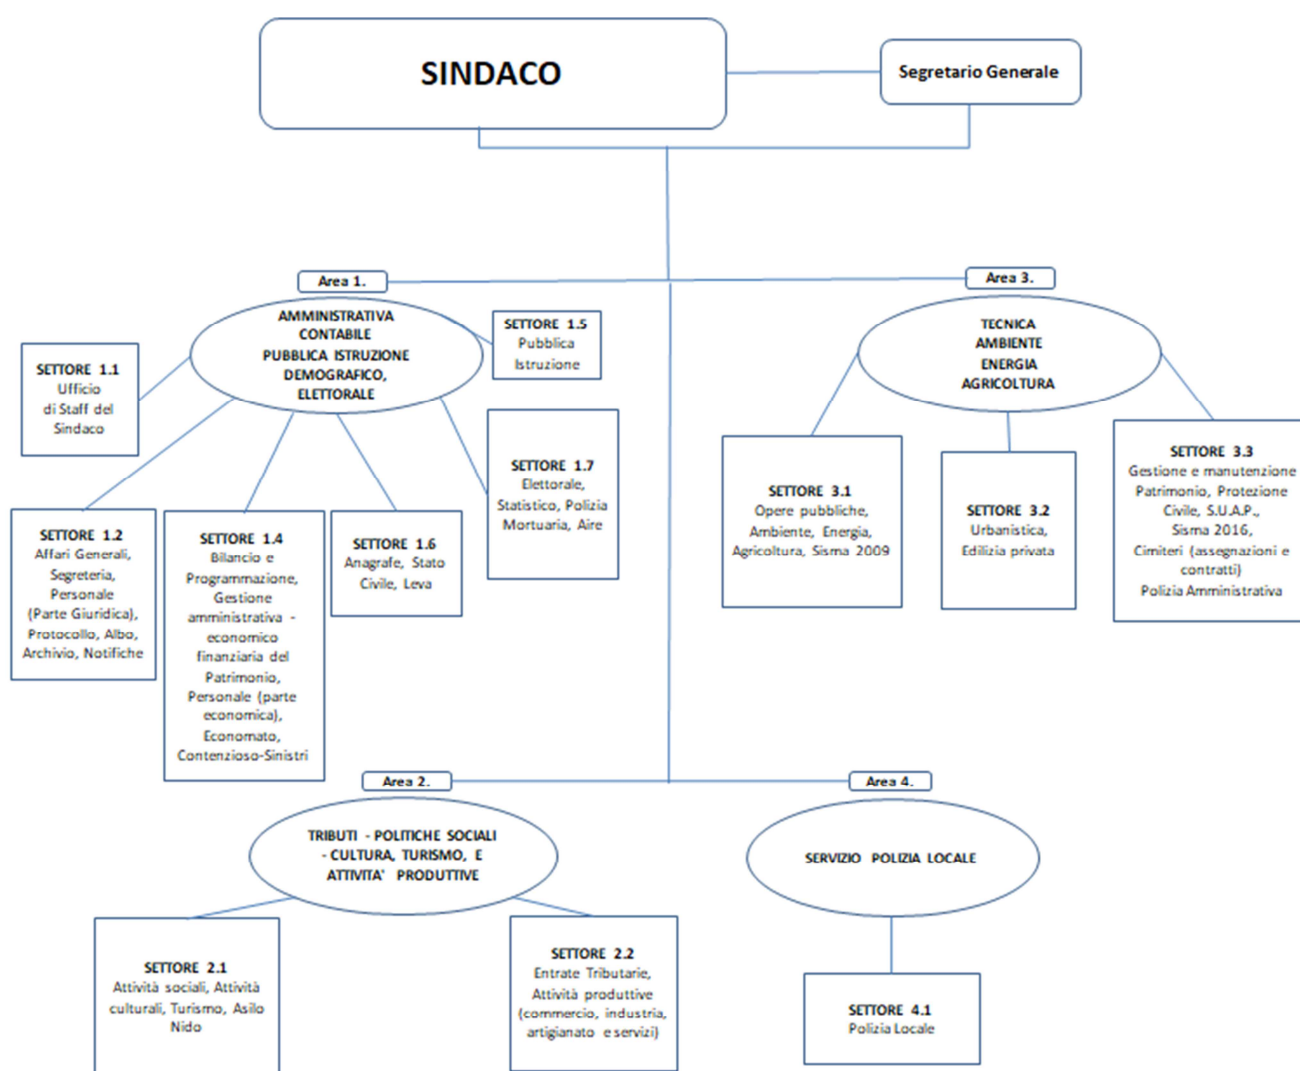 SINDACO
Segretario Generale
Area 1.
AMMINISTRATIVA
CONTABILE
PUBBLICA ISTRUZIONE
DEMOGRAFICO,
ELETTORALE
SETTORE 1.1
Ufficio
di Staff del
Sindaco
SETTORE 1.5
Pubblica
Istruzione
SETTORE 1.2
Affari Generali,
Segreteria,
Personale
(Parte Giuridica),
Protocollo, Albo,
Archivio, Notifiche
SETTORE 1.4
Bilancio e
Programmazione,
Gestione
amministrativa -
economico
finanziaria del
Patrimonio,
Personale (parte
economica),
Economato,
Contenzioso-Sinistri
SETTORE 1.6
Anagrafe, Stato
Civile, Leva
SETTORE 1.7
Elettorale,
Statistico, Polizia
Mortuaria, Aire
Area 3.
TECNICA
AMBIENTE
ENERGIA
AGRICOLTURA
SETTORE 3.1
Opere pubbliche,
Ambiente, Energia,
Agricoltura, Sisma 2009
SETTORE 3.2
Urbanistica,
Edilizia privata
SETTORE 3.3
Gestione e manutenzione
Patrimonio, Protezione
Civile, S.U.A.P.,
Sisma 2016,
Cimiteri (assegnazioni e
contratti)
Polizia Amministrativa
Area 2.
TRIBUTI - POLITICHE SOCIALI
- CULTURA, TURISMO, E
ATTIVITA' PRODUTTIVE
SETTORE 2.1
Attività sociali, Attività
culturali, Turismo, Asilo
Nido
SETTORE 2.2
Entrate Tributarie,
Attività produttive
(commercio, industria,
artigianato e servizi)
Area 4.
SERVIZIO POLIZIA LOCALE
SETTORE 4.1
Polizia Locale